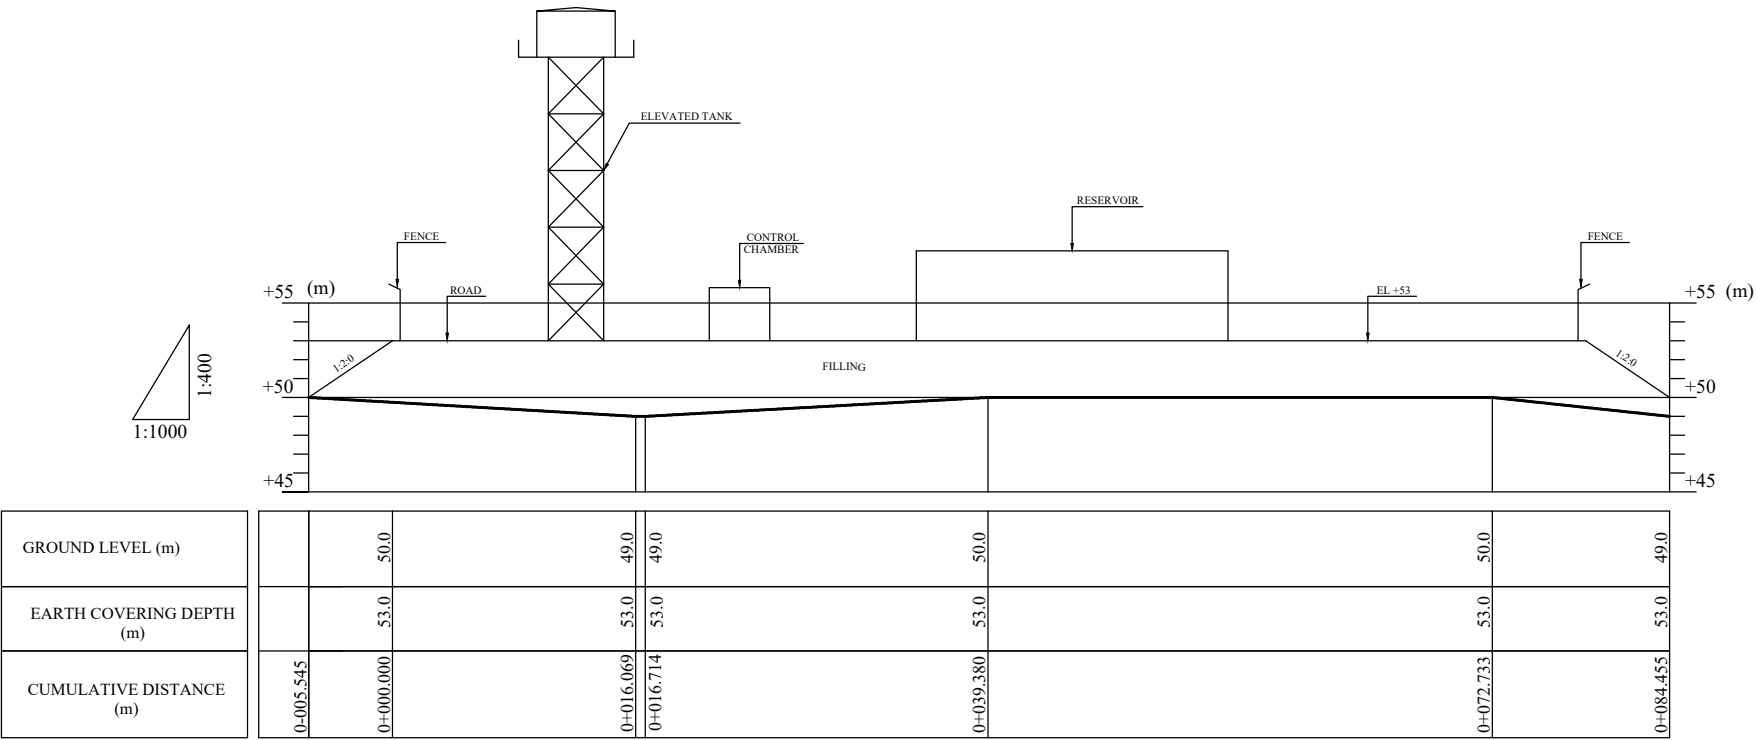 ELEVATED TANK
RESERVOIR
FENCE
CONTROL
CHAMBER
FENCE
+55 (m)
ROAD
EL +53
+55 (m)
1:2:0
FILLING
1:2:0
1:400
+50
+50
1:1000
+45
+45
GROUND LEVEL (m)
50.0
49.0
49.0
50.0
50.0
49.0
EARTH COVERING DEPTH
(m)
53.0
53.0
53.0
53.0
53.0
53.0
CUMULATIVE DISTANCE
(m)
0-005.545
0+000.000
0+016.069
0+016.714
0+039.380
0+072.733
0+084.455